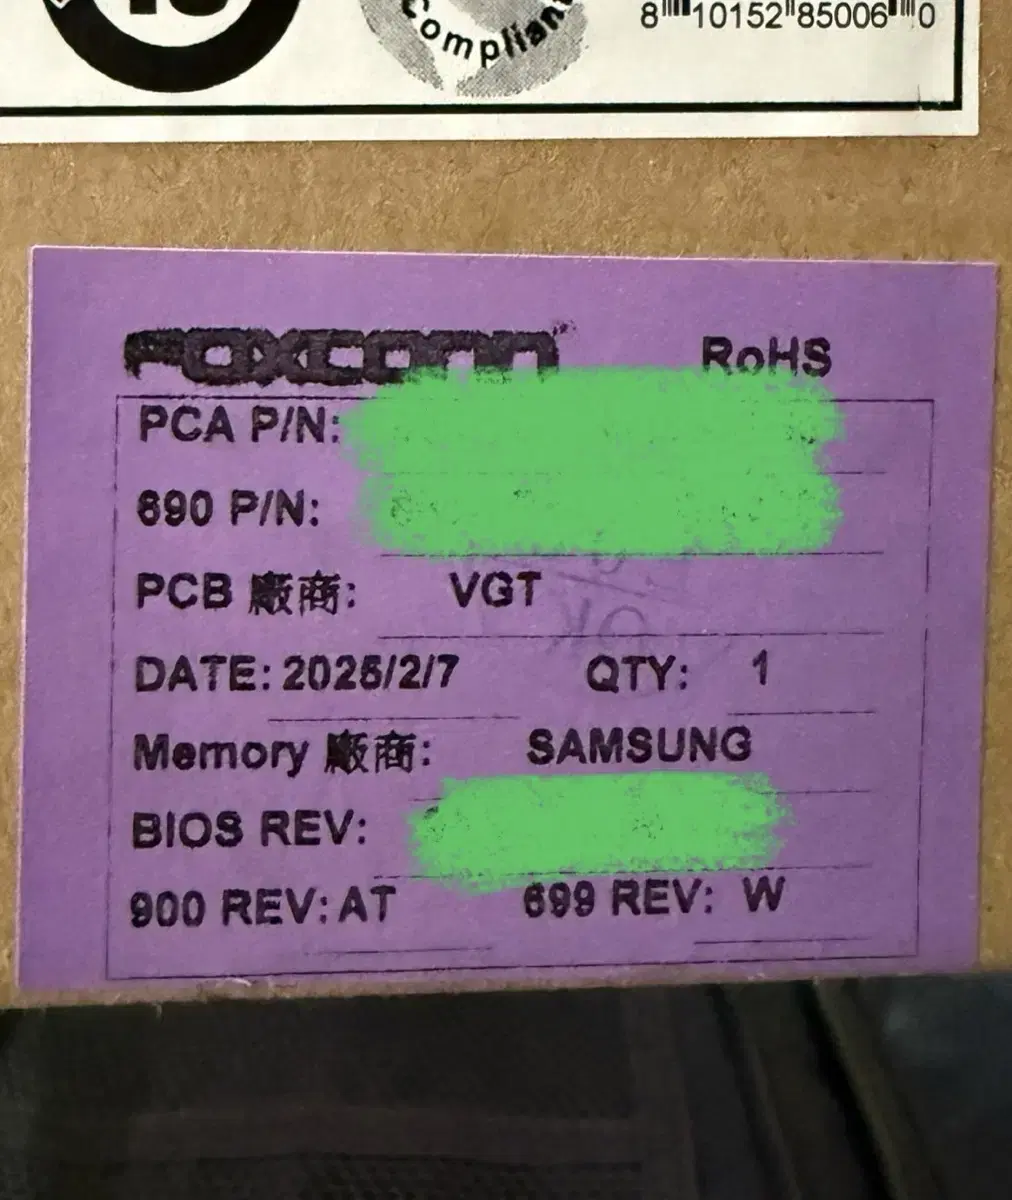 Compliant
8 10152 85006 0
FOXCONN
RoHS
PCA P/N:
690 P/N:
PCB 廠商: VGT
DATE: 2025/2/7 QTY: 1
Memory 廠商: SAMSUNG
BIOS REV:
900 REV: AT 699 REV: W